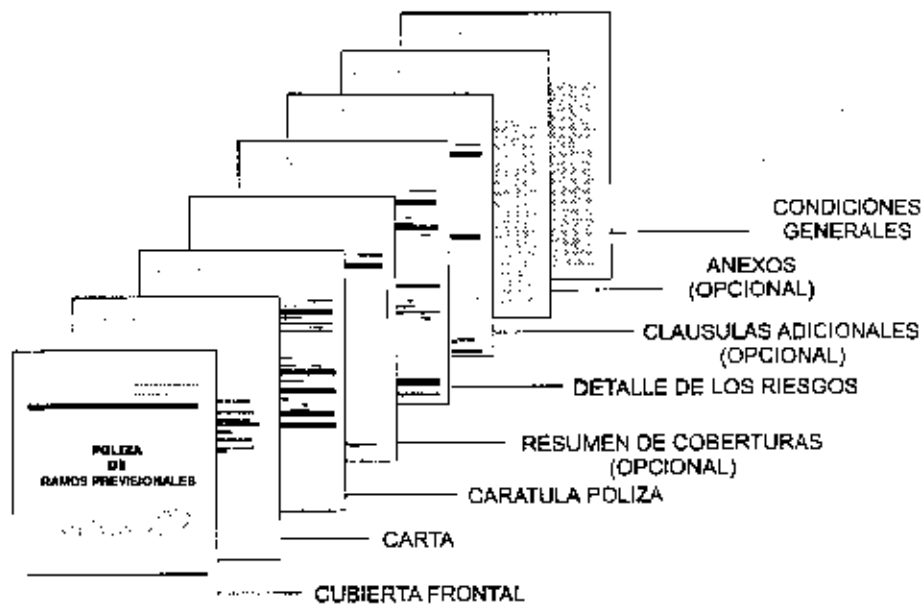 CONDICIONES
GENERALES
ANEXOS
(OPCIONAL)
CLAUSULAS ADICIONALES
(OPCIONAL)
DETALLE DE LOS RIESGOS
RESUMEN DE COBERTURAS
(OPCIONAL)
CARATULA POLIZA
CARTA
CUBIERTA FRONTAL
POLIZA
DE
RAMOS PREVISIONALES